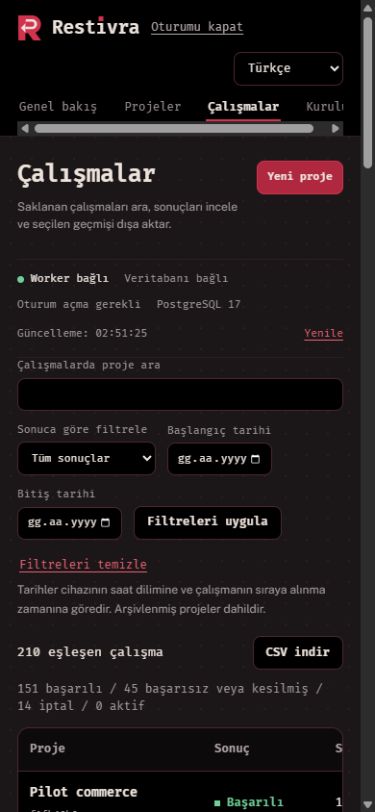 Restivra Oturumu kapat
Türkçe
Genel bakış Projeler Çalışmalar
Çalışmalar
Yeni proje
Saklanan çalışmaları ara, sonuçları incele
ve seçilen geçmişi dışa aktar.
Worker bağlı Veritabanı bağlı
Oturum açma gerekli PostgreSQL 17
Güncelleme: 02:51:25 Yenile
Çalışmalarda proje ara
Sonuca göre filtrele Başlangıç tarihi
Tüm sonuçlar gg.aa.yyyy
Bitiş tarihi
gg.aa.yyyy Filtreleri uygula
Filtreleri temizle
Tarihler cihazının saat dilimine ve çalışmanın sıraya alınma
zamanına göredir. Arşivlenmiş projeler dahildir.
210 eşleşen çalışma CSV indir
151 başarılı / 45 başarısız veya kesilmiş /
14 iptal / 0 aktif
Proje Sonuç
Pilot commerce
Başarılı